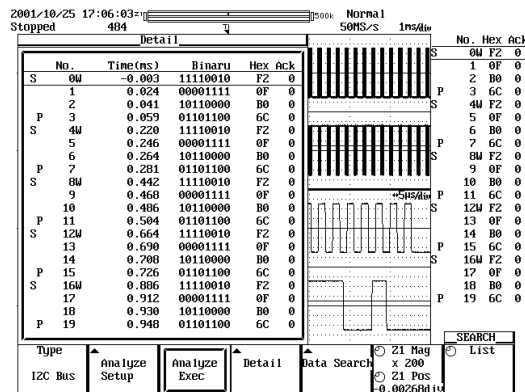 2001/10/25 17:06:03 500k Normal
Stopped 484 50MS/s 1ms/div
Detail
No. Time(ms) Binaru Hex Ack
S 0W -0.003 11110010 F2 0
1 0.024 00001111 0F 0
2 0.041 10110000 B0 0
P 3 0.059 01101100 6C 0
S 4W 0.220 11110010 F2 0
5 0.246 00001111 0F 0
6 0.264 10110000 B0 0
P 7 0.281 01101100 6C 0
S 8W 0.442 11110010 F2 0
9 0.468 00001111 0F 0
10 0.486 10110000 B0 0
P 11 0.504 01101100 6C 0
S 12W 0.664 11110010 F2 0
13 0.690 00001111 0F 0
14 0.708 10110000 B0 0
P 15 0.726 01101100 6C 0
S 16W 0.886 11110010 F2 0
17 0.912 00001111 0F 0
18 0.930 10110000 B0 0
P 19 0.948 01101100 6C 0
5µs/div
No. Hex Ack
S 0W F2 0
1 0F 0
2 B0 0
P 3 6C 0
S 4W F2 0
5 0F 0
6 B0 0
P 7 6C 0
S 8W F2 0
9 0F 0
10 B0 0
P 11 6C 0
S 12W F2 0
13 0F 0
14 B0 0
P 15 6C 0
S 16W F2 0
17 0F 0
18 B0 0
P 19 6C 0
SEARCH
Type
I2C Bus
Analyze
Setup
Analyze
Exec
Detail
Data Search
Z1 Mag
x 200
Z1 Pos
-0.00268div
List